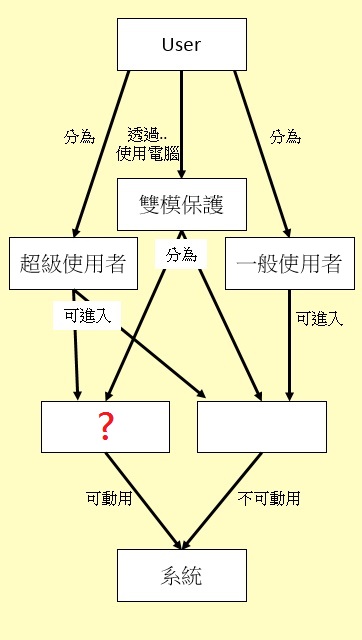 User
分為
透過..
使用電腦
分為
雙模保護
超級使用者
分為
一般使用者
可進入
可進入
?
可動用
不可動用
系統